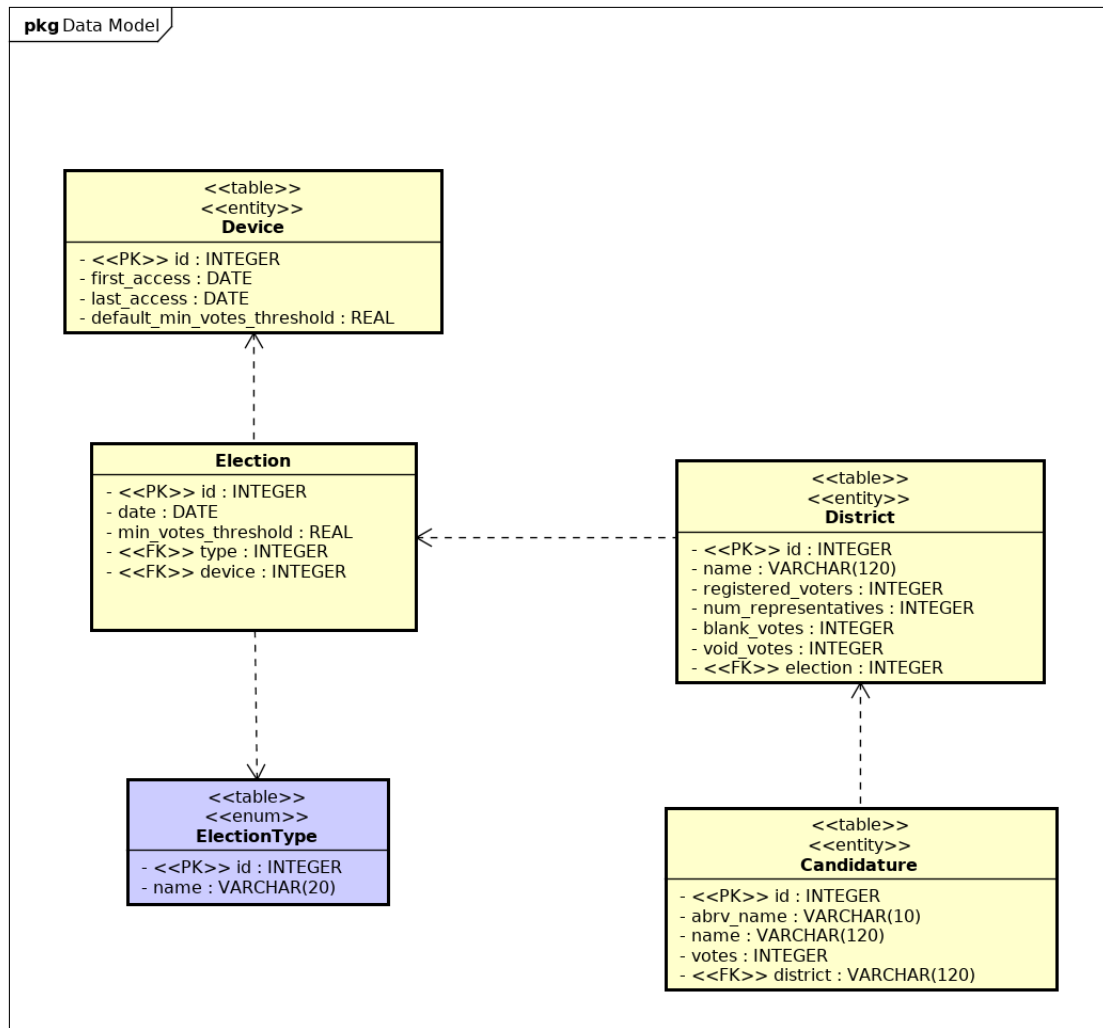 pkg Data Model
<<table>>
<<entity>>
Device
- <<PK>> id : INTEGER
- first_access : DATE
- last_access : DATE
- default_min_votes_threshold : REAL
Election
- <<PK>> id : INTEGER
- date : DATE
- min_votes_threshold : REAL
- <<FK>> type : INTEGER
- <<FK>> device : INTEGER
<<table>>
<<entity>>
District
- <<PK>> id : INTEGER
- name : VARCHAR(120)
- registered_voters : INTEGER
- num_representatives : INTEGER
- blank_votes : INTEGER
- void_votes : INTEGER
- <<FK>> election : INTEGER
<<table>>
<<enum>>
ElectionType
- <<PK>> id : INTEGER
- name : VARCHAR(20)
<<table>>
<<entity>>
Candidature
- <<PK>> id : INTEGER
- abrv_name : VARCHAR(10)
- name : VARCHAR(120)
- votes : INTEGER
- <<FK>> district : VARCHAR(120)